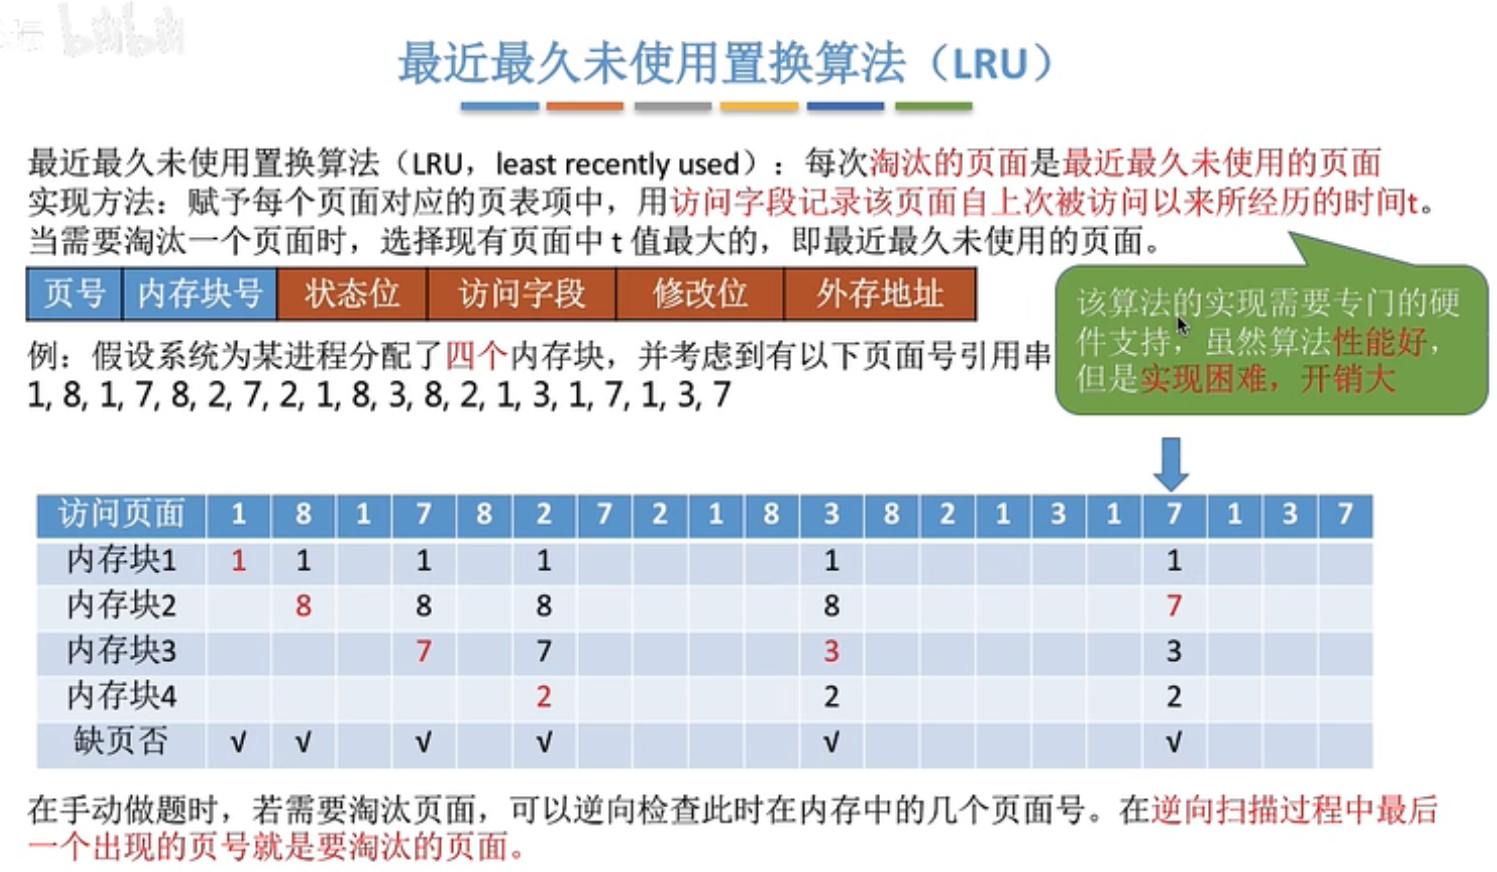 坛 bilibili
最近最久未使用置换算法（LRU）
最近最久未使用置换算法（LRU，least recently used）：每次淘汰的页面是最近最久未使用的页面
实现方法：赋予每个页面对应的页表项中，用访问字段记录该页面自上次被访问以来所经历的时间t。
当需要淘汰一个页面时，选择现有页面中 t 值最大的，即最近最久未使用的页面。
页号 内存块号 状态位 访问字段 修改位 外存地址
该算法的实现需要专门的硬
件支持，虽然算法性能好，
但是实现困难，开销大
例：假设系统为某进程分配了四个内存块，并考虑到有以下页面号引用串
1, 8, 1, 7, 8, 2, 7, 2, 1, 8, 3, 8, 2, 1, 3, 1, 7, 1, 3, 7
访问页面 1 8 1 7 8 2 7 2 1 8 3 8 2 1 3 1 7 1 3 7
内存块1 1 1 1 1 1 1
内存块2 8 8 8 8 7
内存块3 7 7 3 3
内存块4 2 2 2
缺页否 √ √ √ √ √ √
在手动做题时，若需要淘汰页面，可以逆向检查此时在内存中的几个页面号。在逆向扫描过程中最后
一个出现的页号就是要淘汰的页面。